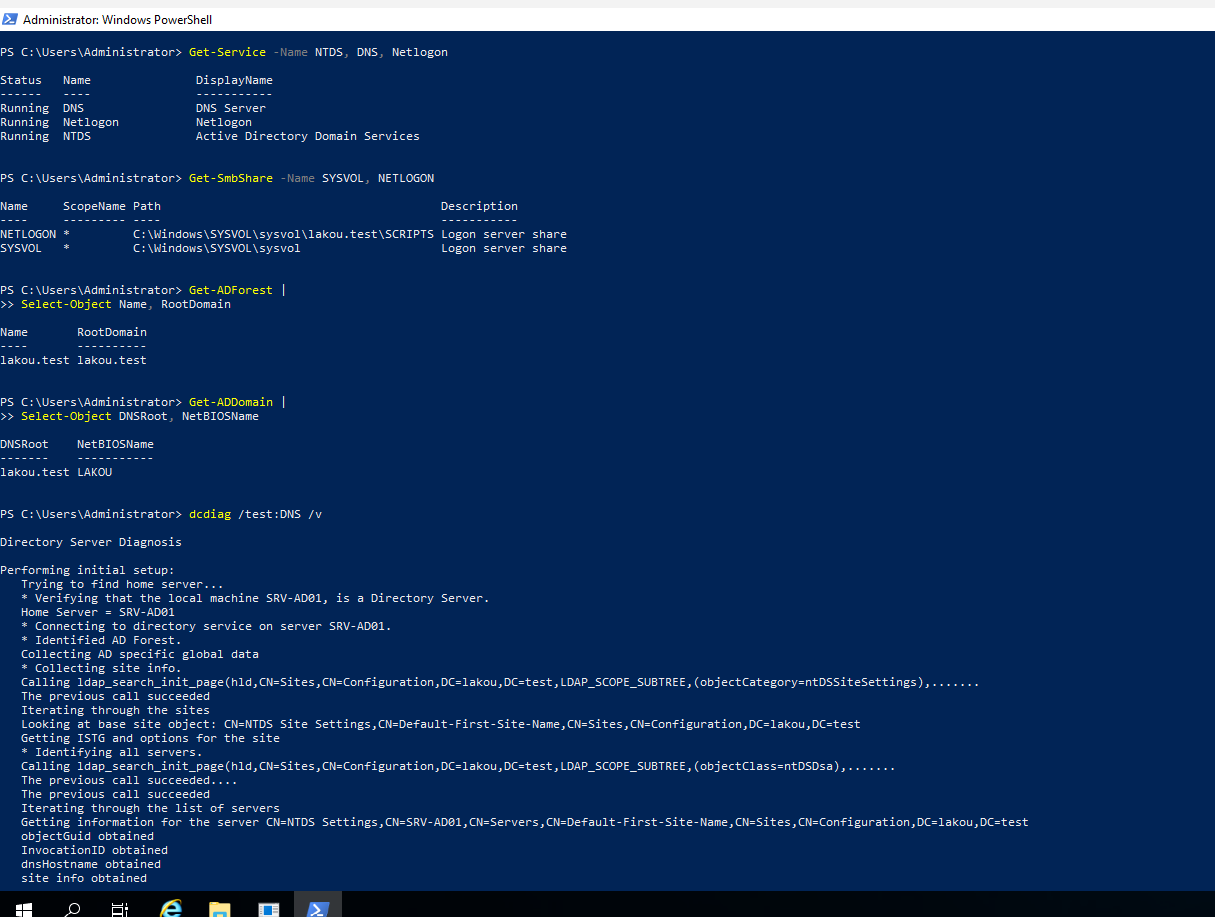 Administrator: Windows PowerShell
PS C:\Users\Administrator> Get-Service -Name NTDS, DNS, Netlogon
Status   Name               DisplayName
------   ----               -----------
Running  DNS                DNS Server
Running  Netlogon           Netlogon
Running  NTDS               Active Directory Domain Services
PS C:\Users\Administrator> Get-SmbShare -Name SYSVOL, NETLOGON
Name     ScopeName Path                                        Description
----     --------- ----                                        -----------
NETLOGON *         C:\Windows\SYSVOL\sysvol\lakou.test\SCRIPTS Logon server share
SYSVOL   *         C:\Windows\SYSVOL\sysvol                    Logon server share
PS C:\Users\Administrator> Get-ADForest |
>> Select-Object Name, RootDomain
Name       RootDomain
----       ----------
lakou.test lakou.test
PS C:\Users\Administrator> Get-ADDomain |
>> Select-Object DNSRoot, NetBIOSName
DNSRoot    NetBIOSName
-------    -----------
lakou.test LAKOU
PS C:\Users\Administrator> dcdiag /test:DNS /v
Directory Server Diagnosis
Performing initial setup:
   Trying to find home server...
   * Verifying that the local machine SRV-AD01, is a Directory Server.
   Home Server = SRV-AD01
   * Connecting to directory service on server SRV-AD01.
   * Identified AD Forest.
   Collecting AD specific global data
   * Collecting site info.
   Calling ldap_search_init_page(hld,CN=Sites,CN=Configuration,DC=lakou,DC=test,LDAP_SCOPE_SUBTREE,(objectCategory=ntDSSiteSettings),.......
   The previous call succeeded
   Iterating through the sites
   Looking at base site object: CN=NTDS Site Settings,CN=Default-First-Site-Name,CN=Sites,CN=Configuration,DC=lakou,DC=test
   Getting ISTG and options for the site
   * Identifying all servers.
   Calling ldap_search_init_page(hld,CN=Sites,CN=Configuration,DC=lakou,DC=test,LDAP_SCOPE_SUBTREE,(objectClass=ntDSDsa),.......
   The previous call succeeded....
   The previous call succeeded
   Iterating through the list of servers
   Getting information for the server CN=NTDS Settings,CN=SRV-AD01,CN=Servers,CN=Default-First-Site-Name,CN=Sites,CN=Configuration,DC=lakou,DC=test
   objectGuid obtained
   InvocationID obtained
   dnsHostname obtained
   site info obtained